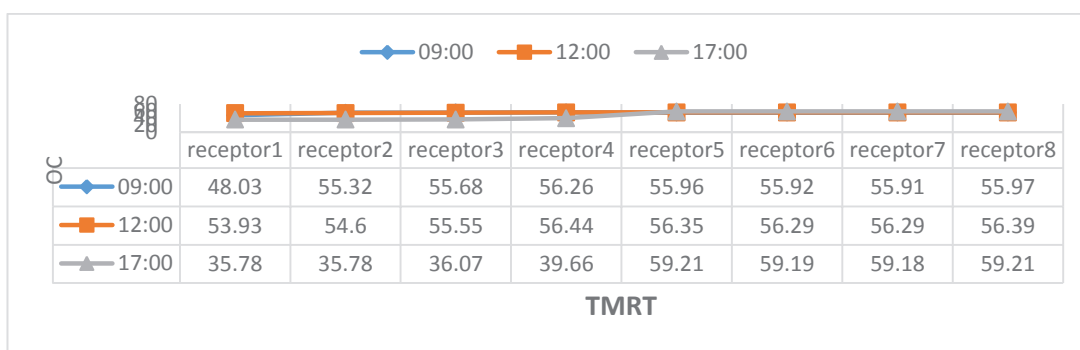 09:00 12:00 17:00
80
60
40
20
0
OC
receptor1 receptor2 receptor3 receptor4 receptor5 receptor6 receptor7 receptor8
09:00 48.03 55.32 55.68 56.26 55.96 55.92 55.91 55.97
12:00 53.93 54.6 55.55 56.44 56.35 56.29 56.29 56.39
17:00 35.78 35.78 36.07 39.66 59.21 59.19 59.18 59.21
TMRT